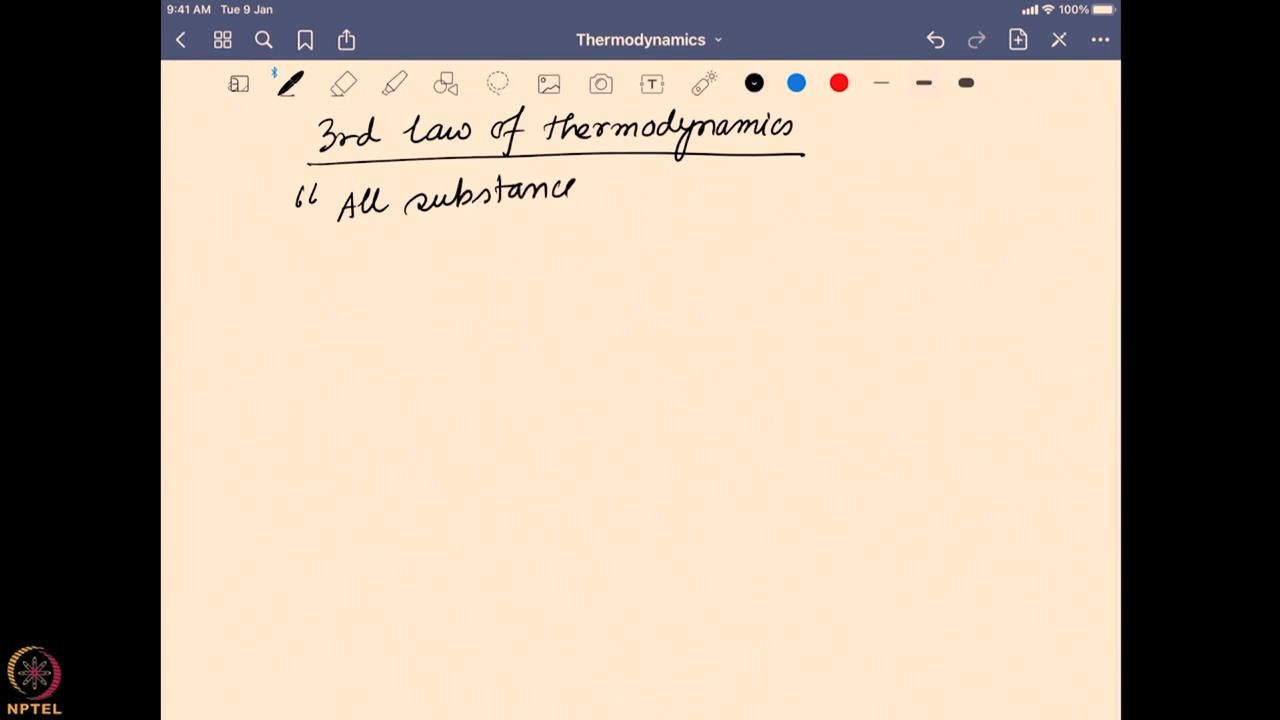 9:41 AM Tue 9 Jan 100%
Thermodynamics
T
3rd law of thermodynamics
“ All substance
NPTEL